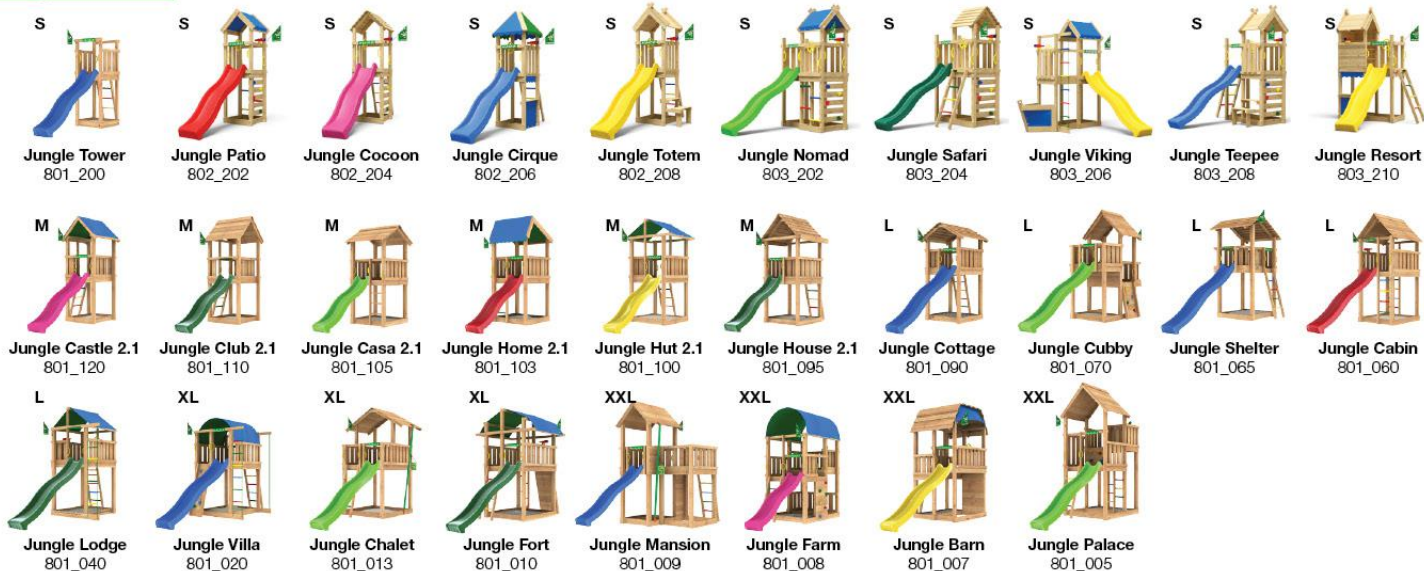 S S S S S S S S S S
Jungle Tower Jungle Patio Jungle Cocoon Jungle Cirque Jungle Totem Jungle Nomad Jungle Safari Jungle Viking Jungle Teepee Jungle Resort
801_200 802_202 802_204 802_206 802_208 803_202 803_204 803_206 803_208 803_210
M M M M M M L L L L
Jungle Castle 2.1 Jungle Club 2.1 Jungle Casa 2.1 Jungle Home 2.1 Jungle Hut 2.1 Jungle House 2.1 Jungle Cottage Jungle Cubby Jungle Shelter Jungle Cabin
801_120 801_110 801_105 801_103 801_100 801_095 801_090 801_070 801_065 801_060
L XL XL XL XXL XXL XXL XXL
Jungle Lodge Jungle Villa Jungle Chalet Jungle Fort Jungle Mansion Jungle Farm Jungle Barn Jungle Palace
801_040 801_020 801_013 801_010 801_009 801_008 801_007 801_005